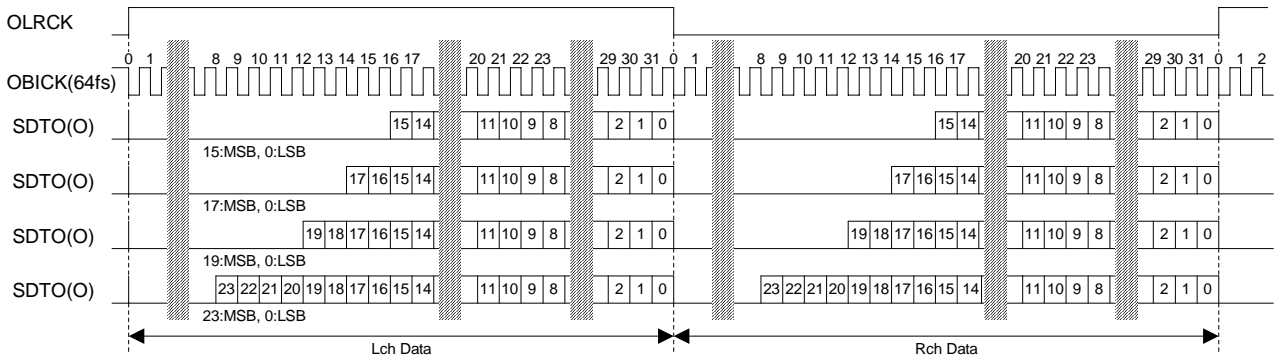 OLRCK
0 1 8 9 10 11 12 13 14 15 16 17 20 21 22 23 29 30 31 0 1 8 9 10 11 12 13 14 15 16 17 20 21 22 23 29 30 31 0 1 2
OBICK(64fs)
SDTO(O) 15 14 11 10 9 8 2 1 0 15 14 11 10 9 8 2 1 0
15:MSB, 0:LSB
SDTO(O) 17 16 15 14 11 10 9 8 2 1 0 17 16 15 14 11 10 9 8 2 1 0
17:MSB, 0:LSB
SDTO(O) 19 18 17 16 15 14 11 10 9 8 2 1 0 19 18 17 16 15 14 11 10 9 8 2 1 0
19:MSB, 0:LSB
SDTO(O) 23 22 21 20 19 18 17 16 15 14 11 10 9 8 2 1 0 23 22 21 20 19 18 17 16 15 14 11 10 9 8 2 1 0
23:MSB, 0:LSB
Lch Data Rch Data